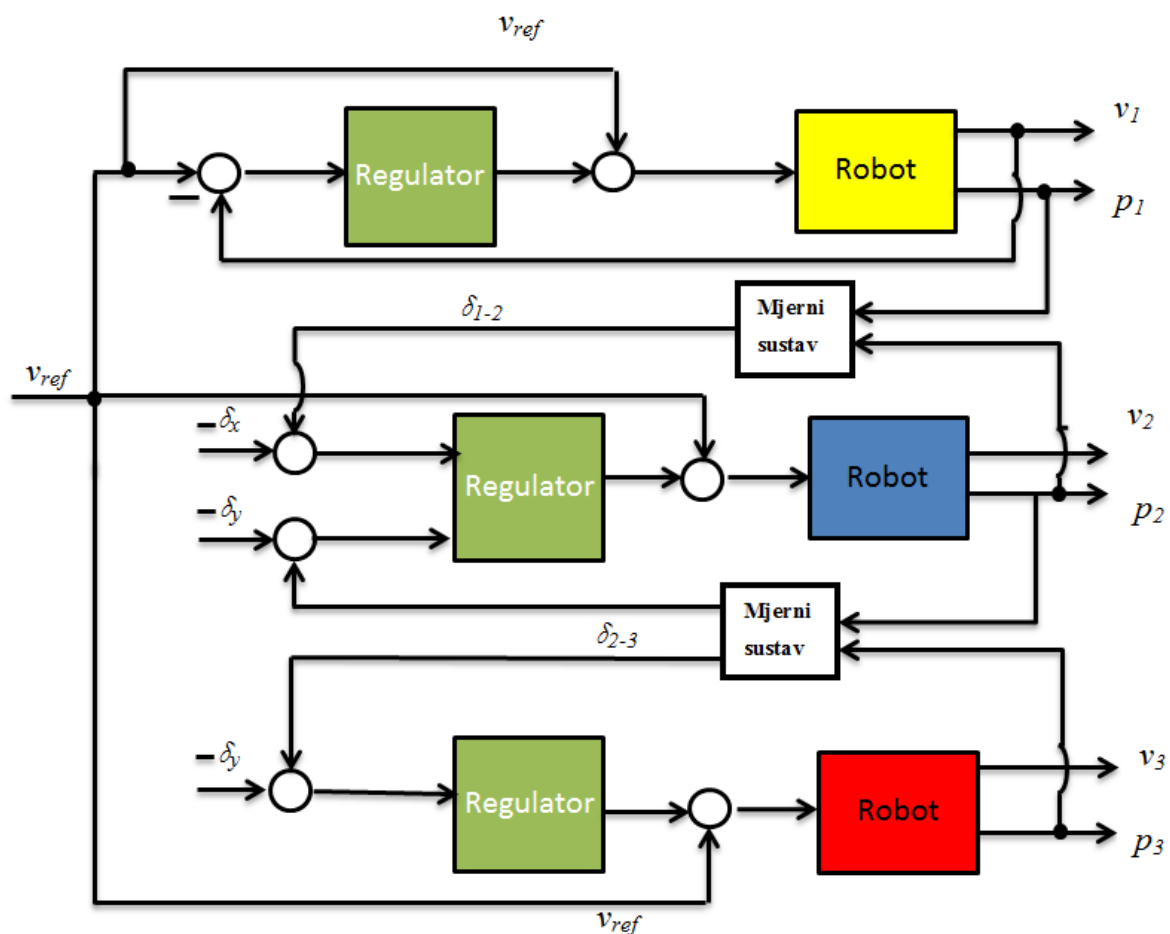 v_ref
v_1
Regulator
Robot
p_1
δ_1-2
Mjerni
sustav
v_ref
– δ_x
v_2
Regulator
Robot
– δ_y
p_2
Mjerni
sustav
δ_2-3
– δ_y
v_3
Regulator
Robot
p_3
v_ref